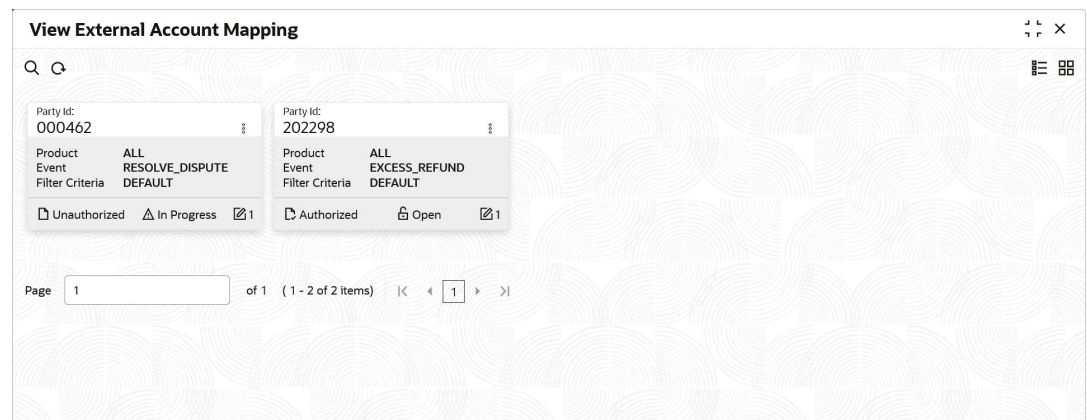 View External Account Mapping
Party Id:
000462
Product ALL
Event RESOLVE_DISPUTE
Filter Criteria DEFAULT
Unauthorized In Progress 1
Party Id:
202298
Product ALL
Event EXCESS_REFUND
Filter Criteria DEFAULT
Authorized Open 1
Page 1 of 1 ( 1 - 2 of 2 items) 1